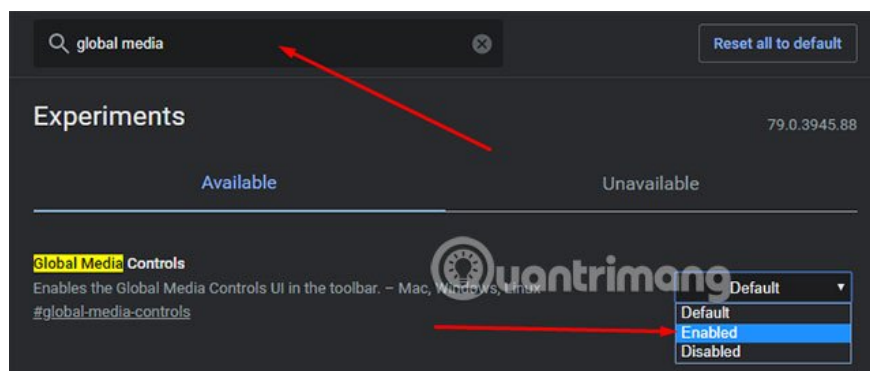 global media
Reset all to default
Experiments
79.0.3945.88
Available
Unavailable
Global Media Controls
Enables the Global Media Controls UI in the toolbar. – Mac, Windows, Linux
#global-media-controls
Quantrimang
Default
Default
Enabled
Disabled